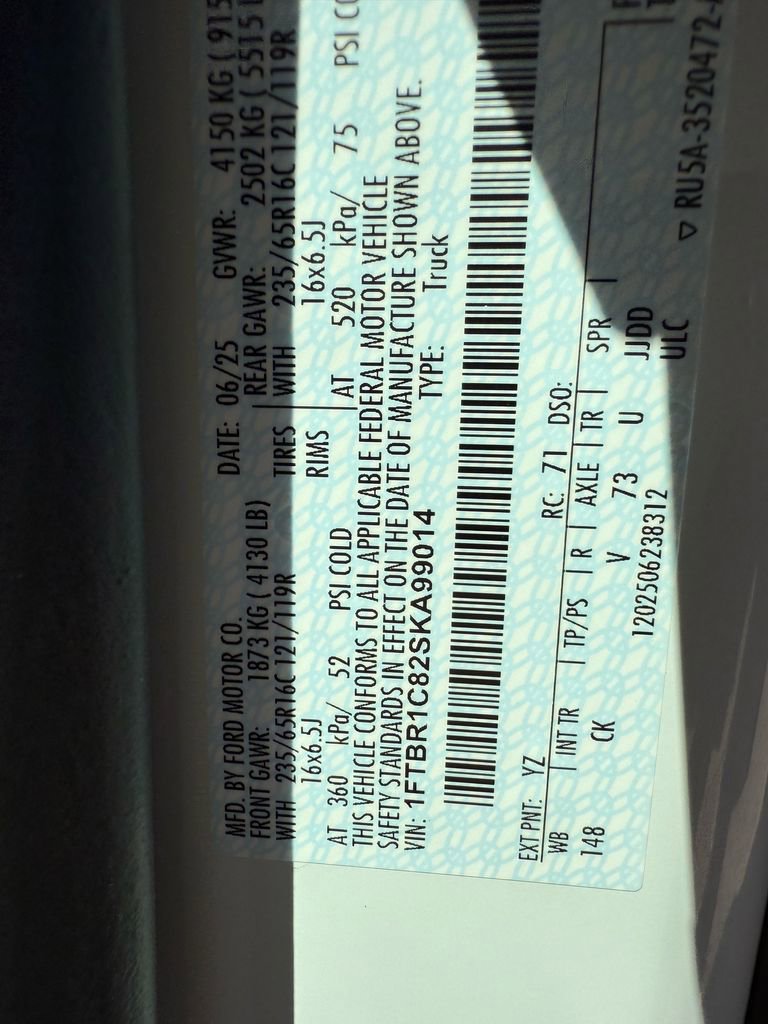 MFD. BY FORD MOTOR CO. DATE: 06/25 GVWR: 4150 KG ( 915
FRONT GAWR: 1873 KG ( 4130 LB) REAR GAWR: 2502 KG ( 5515
WITH 235/65R16C 121/119R TIRES WITH 235/65R16C 121/119R
16x6.5J RIMS 16x6.5J
AT 360 kPa/ 52 PSI COLD AT 520 kPa/ 75 PSI CO
THIS VEHICLE CONFORMS TO ALL APPLICABLE FEDERAL MOTOR VEHICLE
SAFETY STANDARDS IN EFFECT ON THE DATE OF MANUFACTURE SHOWN ABOVE.
VIN: 1FTBR1C82SKA99014 TYPE: Truck
EXT PNT: YZ RC: 71 DSO:
WB INT TR TP/PS R AXLE TR SPR
148 CK V 73 U JJDD
1202506238312 ULC
▽ RU5A-3520472-